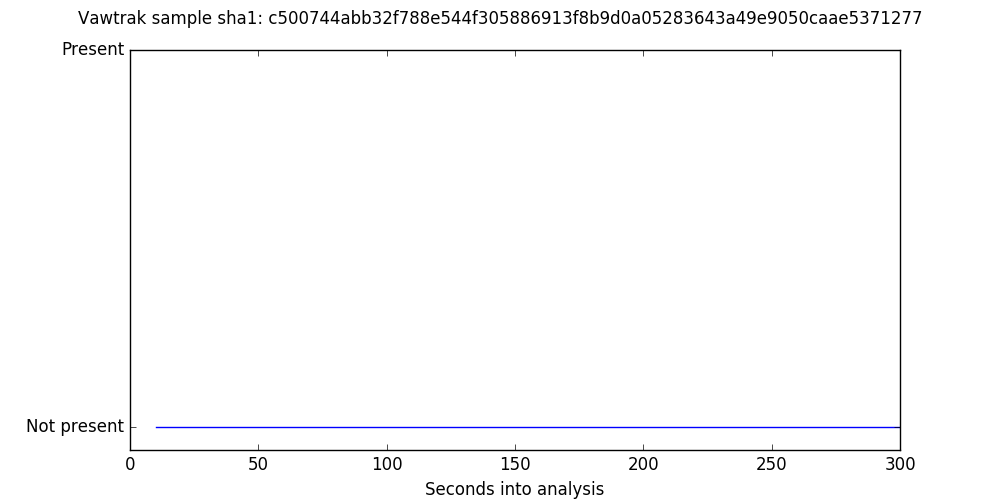 Vawtrak sample sha1: c500744abb32f788e544f305886913f8b9d0a05283643a49e9050caae5371277
Present
Not present
0 50 100 150 200 250 300
Seconds into analysis